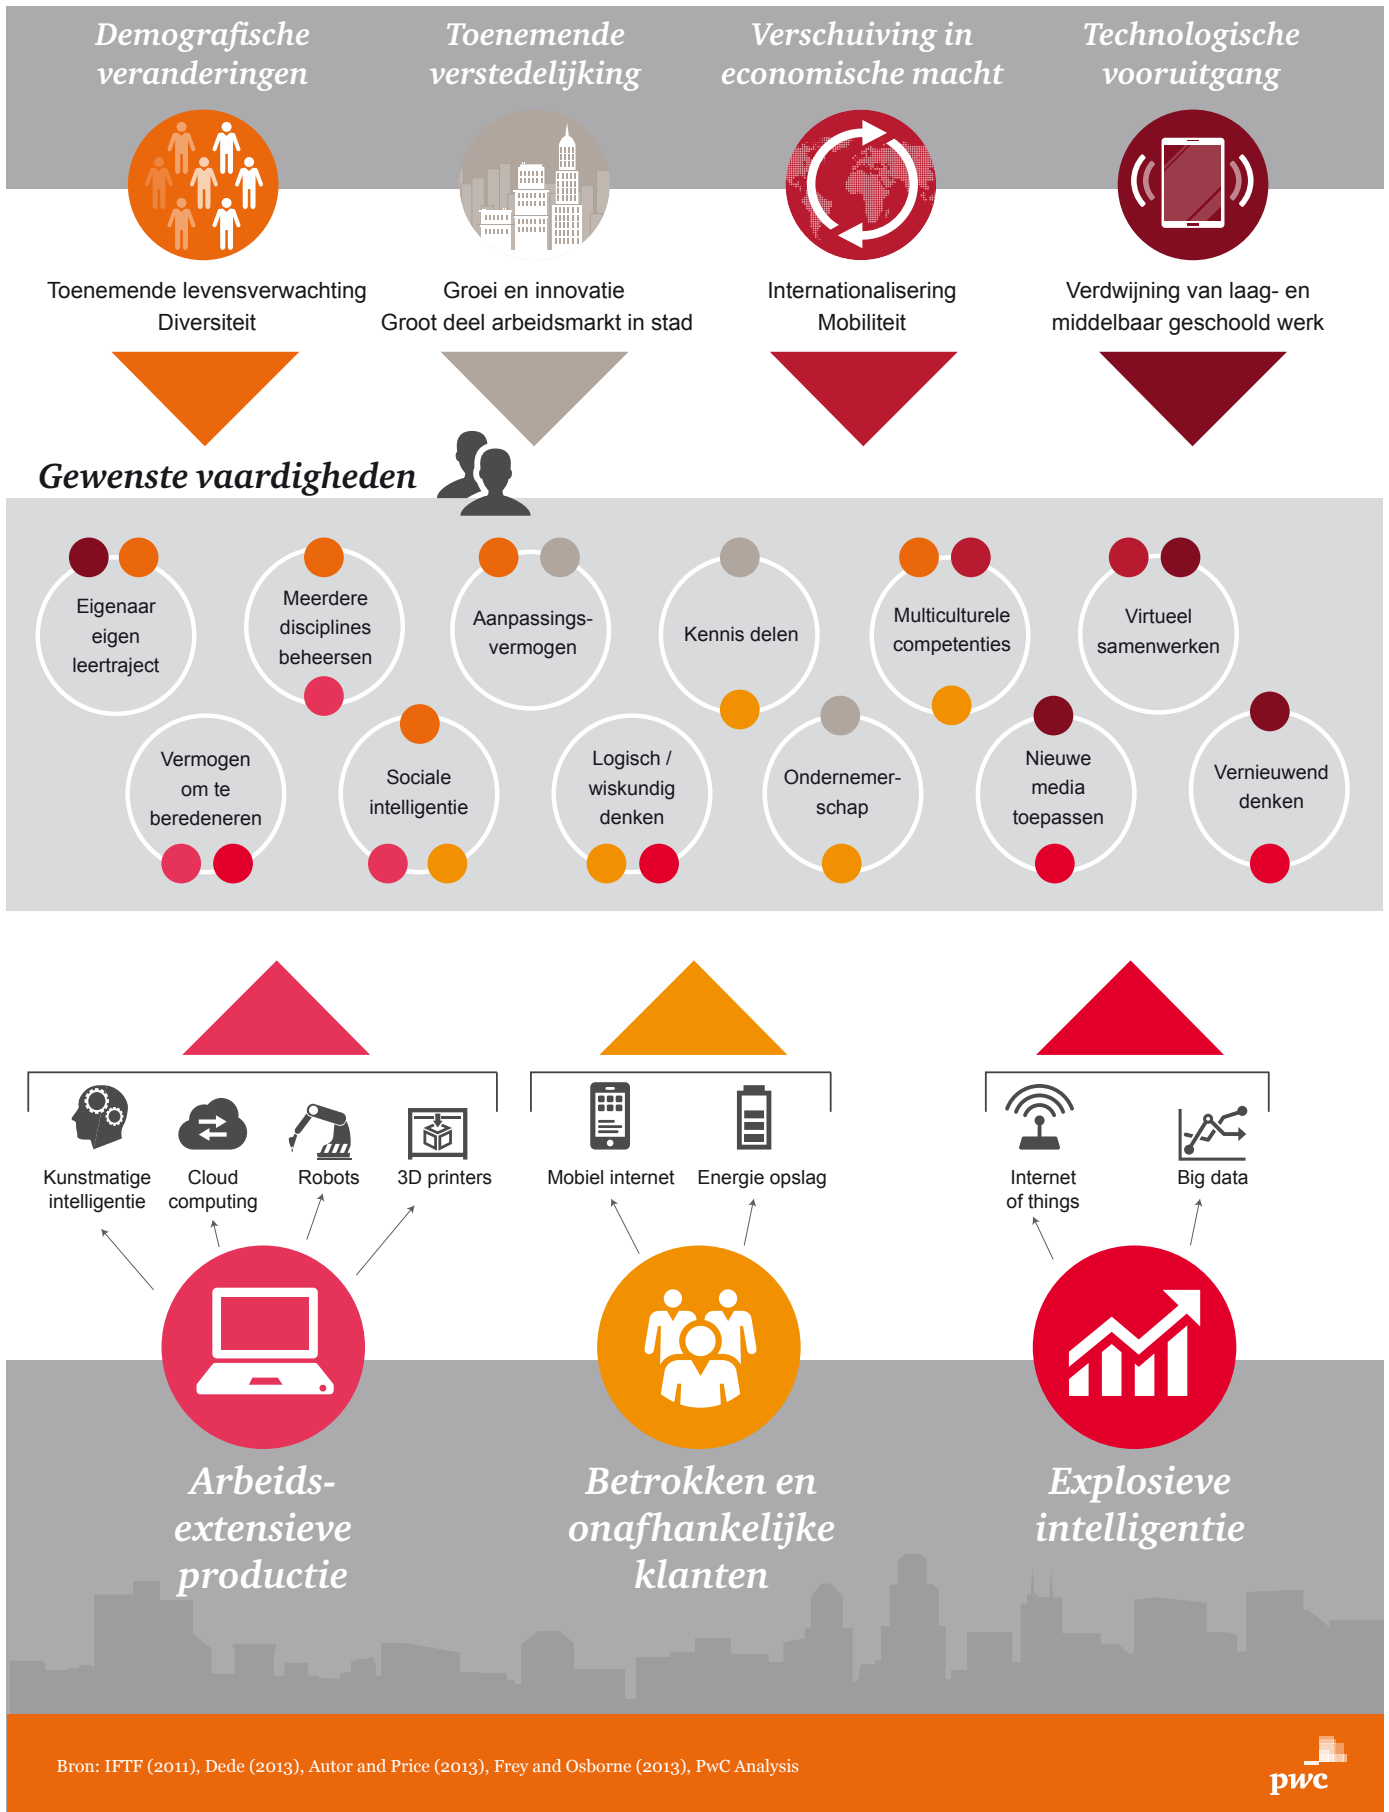 Demografische
veranderingen
Toenemende
verstedelijking
Verschuiving in
economische macht
Technologische
vooruitgang
Toenemende levensverwachting
Diversiteit
Groei en innovatie
Groot deel arbeidsmarkt in stad
Internationalisering
Mobiliteit
Verdwijning van laag- en
middelbaar geschoold werk
Gewenste vaardigheden
Eigenaar
eigen
leertraject
Meerdere
disciplines
beheersen
Aanpassings-
vermogen
Kennis delen
Multiculturele
competenties
Virtueel
samenwerken
Vermogen
om te
beredeneren
Sociale
intelligentie
Logisch /
wiskundig
denken
Ondernemer-
schap
Nieuwe
media
toepassen
Vernieuwend
denken
Kunstmatige
intelligentie
Cloud
computing
Robots
3D printers
Mobiel internet
Energie opslag
Internet
of things
Big data
Arbeids-
extensieve
productie
Betrokken en
onafhankelijke
klanten
Explosieve
intelligentie
Bron: IFTF (2011), Dede (2013), Autor and Price (2013), Frey and Osborne (2013), PwC Analysis
pwc